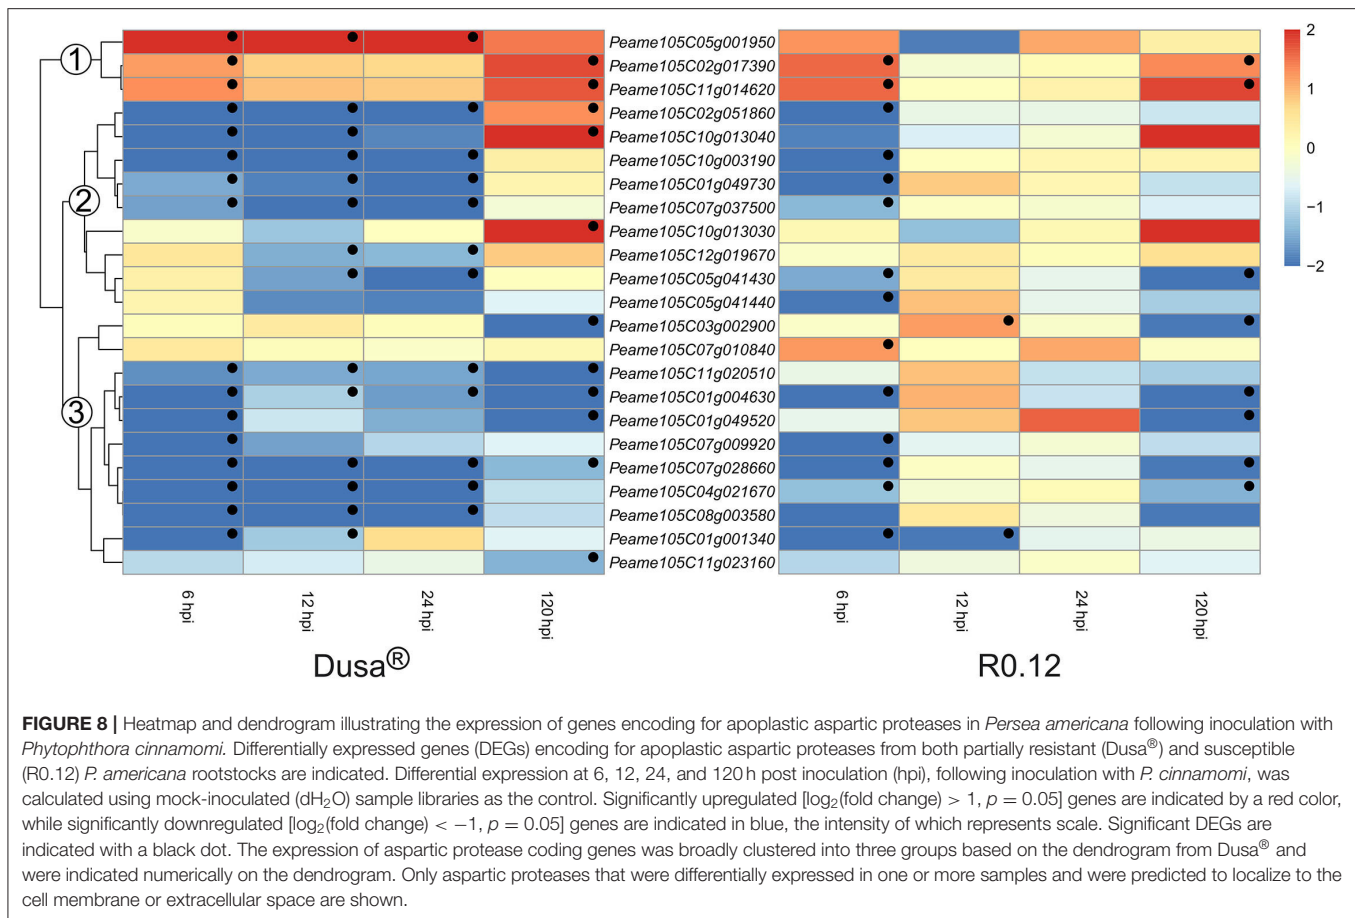 1
2
3
Peame105C05g001950
Peame105C02g017390
Peame105C11g014620
Peame105C02g051860
Peame105C10g013040
Peame105C10g003190
Peame105C01g049730
Peame105C07g037500
Peame105C10g013030
Peame105C12g019670
Peame105C05g041430
Peame105C05g041440
Peame105C03g002900
Peame105C07g010840
Peame105C11g020510
Peame105C01g004630
Peame105C01g049520
Peame105C07g009920
Peame105C07g028660
Peame105C04g021670
Peame105C08g003580
Peame105C01g001340
Peame105C11g023160
2
1
0
−1
−2
6 hpi
12 hpi
24 hpi
120 hpi
6 hpi
12 hpi
24 hpi
120 hpi
Dusa®
R0.12
FIGURE 8 | Heatmap and dendrogram illustrating the expression of genes encoding for apoplastic aspartic proteases in Persea americana following inoculation with
Phytophthora cinnamomi. Differentially expressed genes (DEGs) encoding for apoplastic aspartic proteases from both partially resistant (Dusa®) and susceptible
(R0.12) P. americana rootstocks are indicated. Differential expression at 6, 12, 24, and 120 h post inoculation (hpi), following inoculation with P. cinnamomi, was
calculated using mock-inoculated (dH₂O) sample libraries as the control. Significantly upregulated [log₂(fold change) > 1, p = 0.05] genes are indicated by a red color,
while significantly downregulated [log₂(fold change) < −1, p = 0.05] genes are indicated in blue, the intensity of which represents scale. Significant DEGs are
indicated with a black dot. The expression of aspartic protease coding genes was broadly clustered into three groups based on the dendrogram from Dusa® and
were indicated numerically on the dendrogram. Only aspartic proteases that were differentially expressed in one or more samples and were predicted to localize to the
cell membrane or extracellular space are shown.